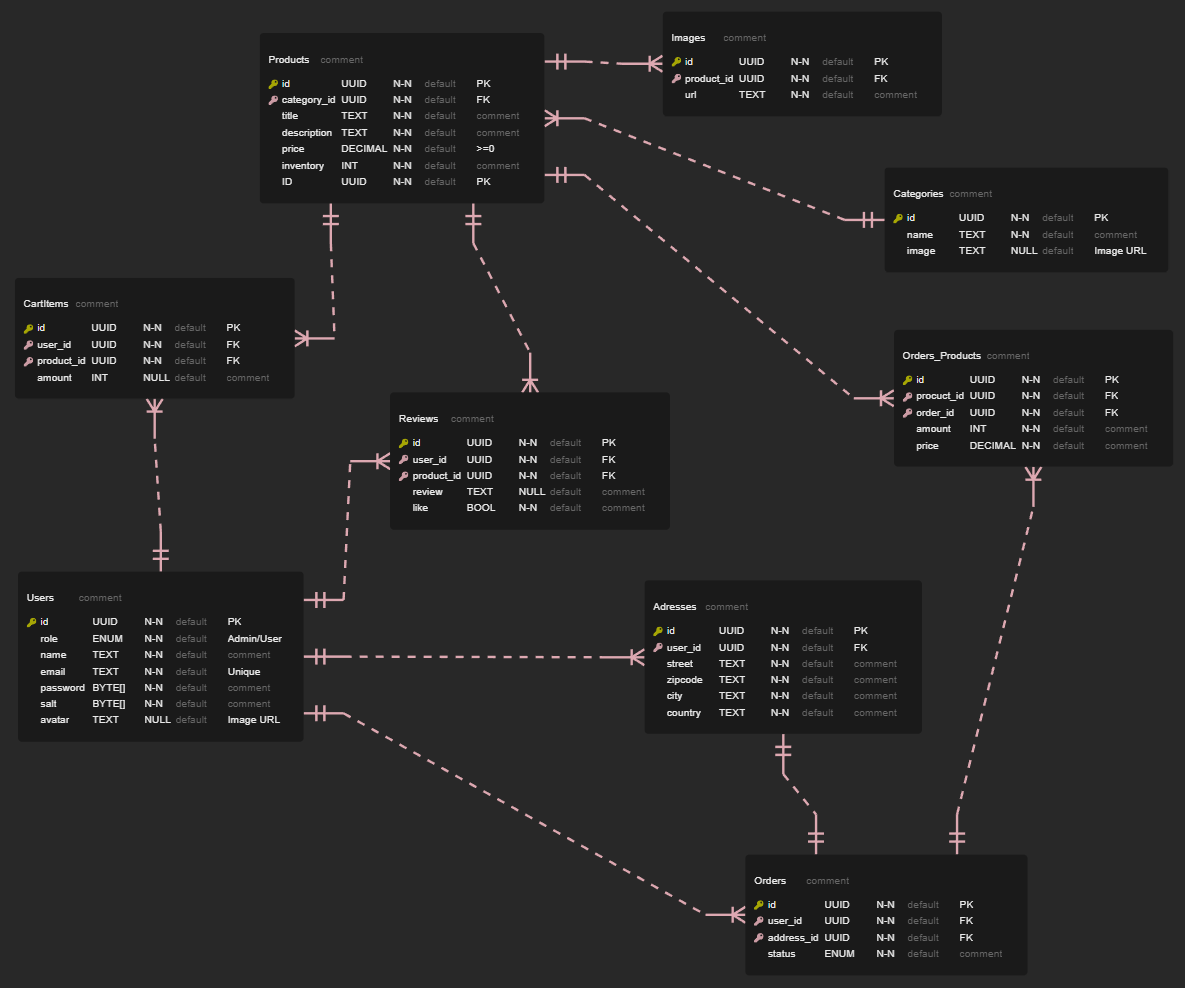 Products comment
id UUID N-N default PK
category_id UUID N-N default FK
title TEXT N-N default comment
description TEXT N-N default comment
price DECIMAL N-N default >=0
inventory INT N-N default comment
ID UUID N-N default PK
Images comment
id UUID N-N default PK
product_id UUID N-N default FK
url TEXT N-N default comment
Categories comment
id UUID N-N default PK
name TEXT N-N default comment
image TEXT NULL default Image URL
CartItems comment
id UUID N-N default PK
user_id UUID N-N default FK
product_id UUID N-N default FK
amount INT NULL default comment
Orders_Products comment
id UUID N-N default PK
procuct_id UUID N-N default FK
order_id UUID N-N default FK
amount INT N-N default comment
price DECIMAL N-N default comment
Reviews comment
id UUID N-N default PK
user_id UUID N-N default FK
product_id UUID N-N default FK
review TEXT NULL default comment
like BOOL N-N default comment
Users comment
id UUID N-N default PK
role ENUM N-N default Admin/User
name TEXT N-N default comment
email TEXT N-N default Unique
password BYTE[] N-N default comment
salt BYTE[] N-N default comment
avatar TEXT NULL default Image URL
Adresses comment
id UUID N-N default PK
user_id UUID N-N default FK
street TEXT N-N default comment
zipcode TEXT N-N default comment
city TEXT N-N default comment
country TEXT N-N default comment
Orders comment
id UUID N-N default PK
user_id UUID N-N default FK
address_id UUID N-N default FK
status ENUM N-N default comment